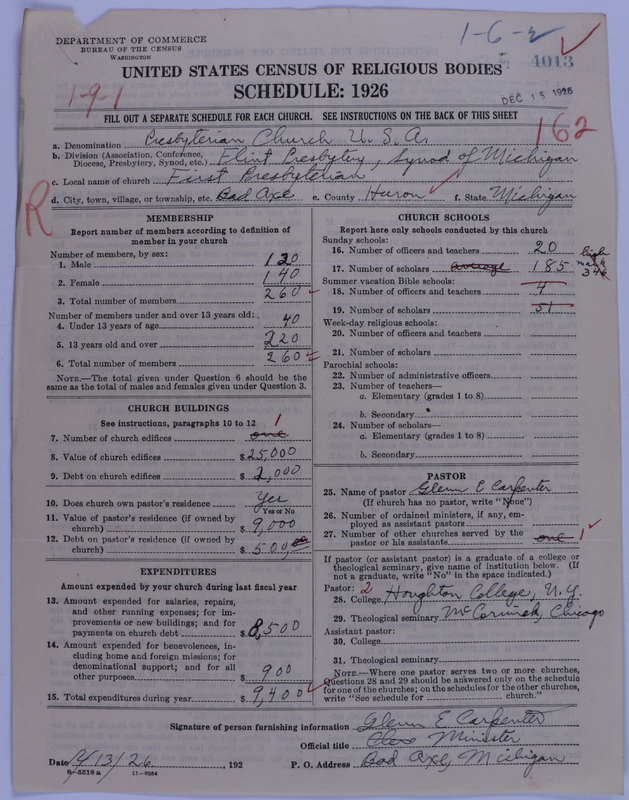 DEPARTMENT OF COMMERCE
BUREAU OF THE CENSUS
WASHINGTON
1-6-2
4013
UNITED STATES CENSUS OF RELIGIOUS BODIES
SCHEDULE: 1926
DEC 15 1926
1-9-1
FILL OUT A SEPARATE SCHEDULE FOR EACH CHURCH. SEE INSTRUCTIONS ON THE BACK OF THIS SHEET
162
a. Denomination Presbyterian Church U.S.A.
b. Division (Association, Conference, Diocese, Presbytery, Synod, etc.) Flint Presbytery, Synod of Michigan
c. Local name of church First Presbyterian
R
d. City, town, village, or township, etc. Bad Axe e. County Huron f. State Michigan
MEMBERSHIP
Report number of members according to definition of
member in your church
Number of members, by sex:
1. Male 120
2. Female 140
3. Total number of members 260
Number of members under and over 13 years old:
4. Under 13 years of age 40
5. 13 years old and over 220
6. Total number of members 260
NOTE.—The total given under Question 6 should be the
same as the total of males and females given under Question 3.
CHURCH BUILDINGS
See instructions, paragraphs 10 to 12
7. Number of church edifices one 1
8. Value of church edifices $25,000
9. Debt on church edifices $2,000
10. Does church own pastor's residence Yes
Yes or No
11. Value of pastor's residence (if owned by
church) $9,000
12. Debt on pastor's residence (if owned by
church) $500,00
EXPENDITURES
Amount expended by your church during last fiscal year
13. Amount expended for salaries, repairs,
and other running expenses; for im-
provements or new buildings; and for
payments on church debt $8,500
14. Amount expended for benevolences, in-
cluding home and foreign missions; for
denominational support; and for all
other purposes $900
15. Total expenditures during year $9,400
CHURCH SCHOOLS
Report here only schools conducted by this church
Sunday schools:
16. Number of officers and teachers 20
17. Number of scholars average 185 high mark 346
Summer vacation Bible schools:
18. Number of officers and teachers 4
19. Number of scholars 51
Week-day religious schools:
20. Number of officers and teachers
21. Number of scholars
Parochial schools:
22. Number of administrative officers
23. Number of teachers—
a. Elementary (grades 1 to 8)
b. Secondary
24. Number of scholars—
a. Elementary (grades 1 to 8)
b. Secondary
PASTOR
25. Name of pastor Glenn E Carpenter
(If church has no pastor, write "None")
26. Number of ordained ministers, if any, em-
ployed as assistant pastors
27. Number of other churches served by the
pastor or his assistants one 1
If pastor (or assistant pastor) is a graduate of a college or
theological seminary, give name of institution below. (If
not a graduate, write "No" in the space indicated.)
Pastor: 2
28. College Houghton College, N.Y.
29. Theological seminary McCormick, Chicago
Assistant pastor:
30. College
31. Theological seminary
NOTE.—Where one pastor serves two or more churches,
Questions 28 and 29 should be answered only on the schedule
for one of the churches; on the schedules for the other churches,
write "See schedule for church."
Signature of person furnishing information Glenn E Carpenter
Official title Minister
Date 12/13/26, 192 P. O. Address Bad Axe, Michigan
8-5518a 11-9054